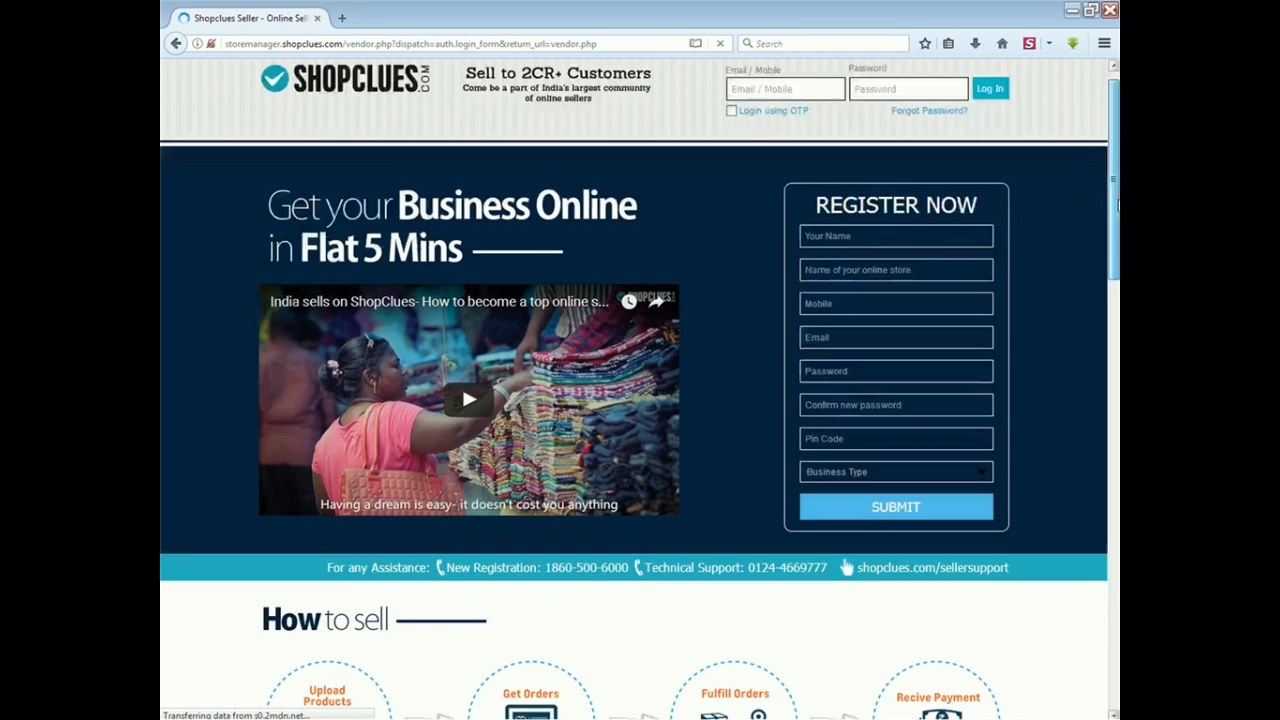 Shopclues Seller - Online Sell
storemanager.shopclues.com/vendor.php?dispatch=auth.login_form&return_url=vendor.php
Search
SHOPCLUES.COM
Sell to 2CR+ Customers
Come be a part of India's largest community
of online sellers
Email / Mobile
Password
Email / Mobile
Password
Log In
Login using OTP
Forgot Password?
Get your Business Online
in Flat 5 Mins
India sells on ShopClues- How to become a top online s...
SHOPCLUES
Having a dream is easy- it doesn't cost you anything
REGISTER NOW
Your Name
Name of your online store
Mobile
Email
Password
Confirm new password
Pin Code
Business Type
SUBMIT
For any Assistance: New Registration: 1860-500-6000 Technical Support: 0124-4669777 shopclues.com/sellersupport
How to sell
Upload
Products
Get Orders
Fulfill Orders
Recive Payment
Transferring data from s0.2mdn.net...